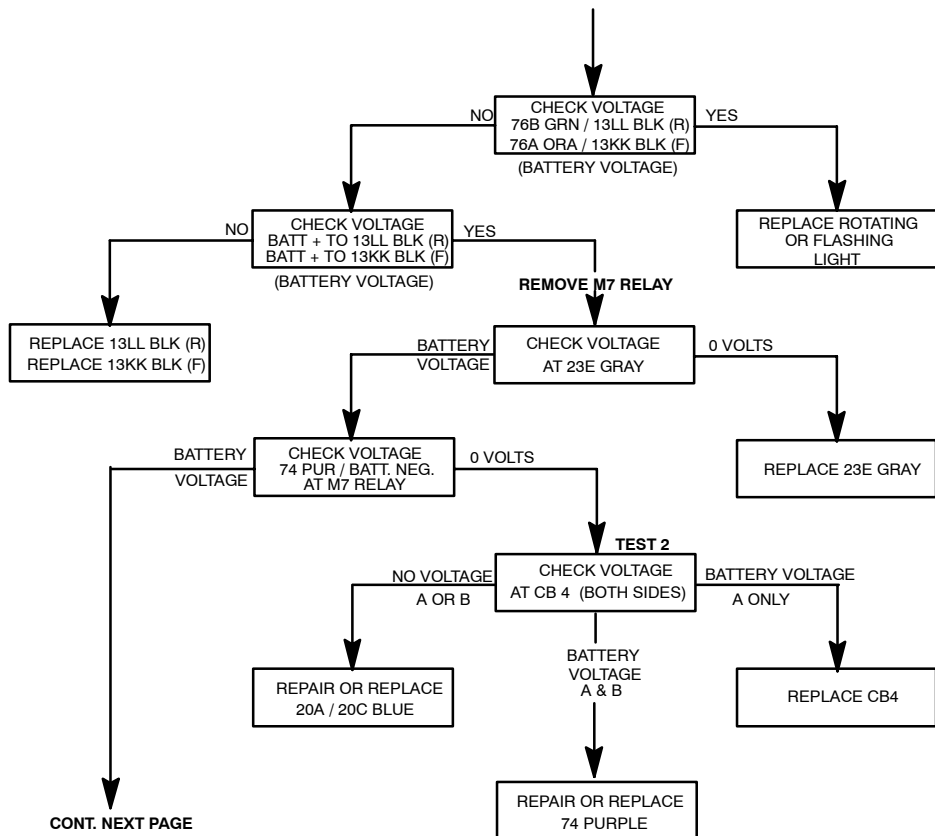 CHECK VOLTAGE
76B GRN / 13LL BLK (R)
76A ORA / 13KK BLK (F)
(BATTERY VOLTAGE)
NO
YES
CHECK VOLTAGE
BATT + TO 13LL BLK (R)
BATT + TO 13KK BLK (F)
(BATTERY VOLTAGE)
NO
YES
REPLACE ROTATING
OR FLASHING
LIGHT
REMOVE M7 RELAY
REPLACE 13LL BLK (R)
REPLACE 13KK BLK (F)
BATTERY
VOLTAGE
CHECK VOLTAGE
AT 23E GRAY
0 VOLTS
BATTERY
VOLTAGE
CHECK VOLTAGE
74 PUR / BATT. NEG.
AT M7 RELAY
0 VOLTS
REPLACE 23E GRAY
TEST 2
NO VOLTAGE
A OR B
CHECK VOLTAGE
AT CB 4 (BOTH SIDES)
BATTERY VOLTAGE
A ONLY
REPAIR OR REPLACE
20A / 20C BLUE
BATTERY
VOLTAGE
A & B
REPLACE CB4
REPAIR OR REPLACE
74 PURPLE
CONT. NEXT PAGE